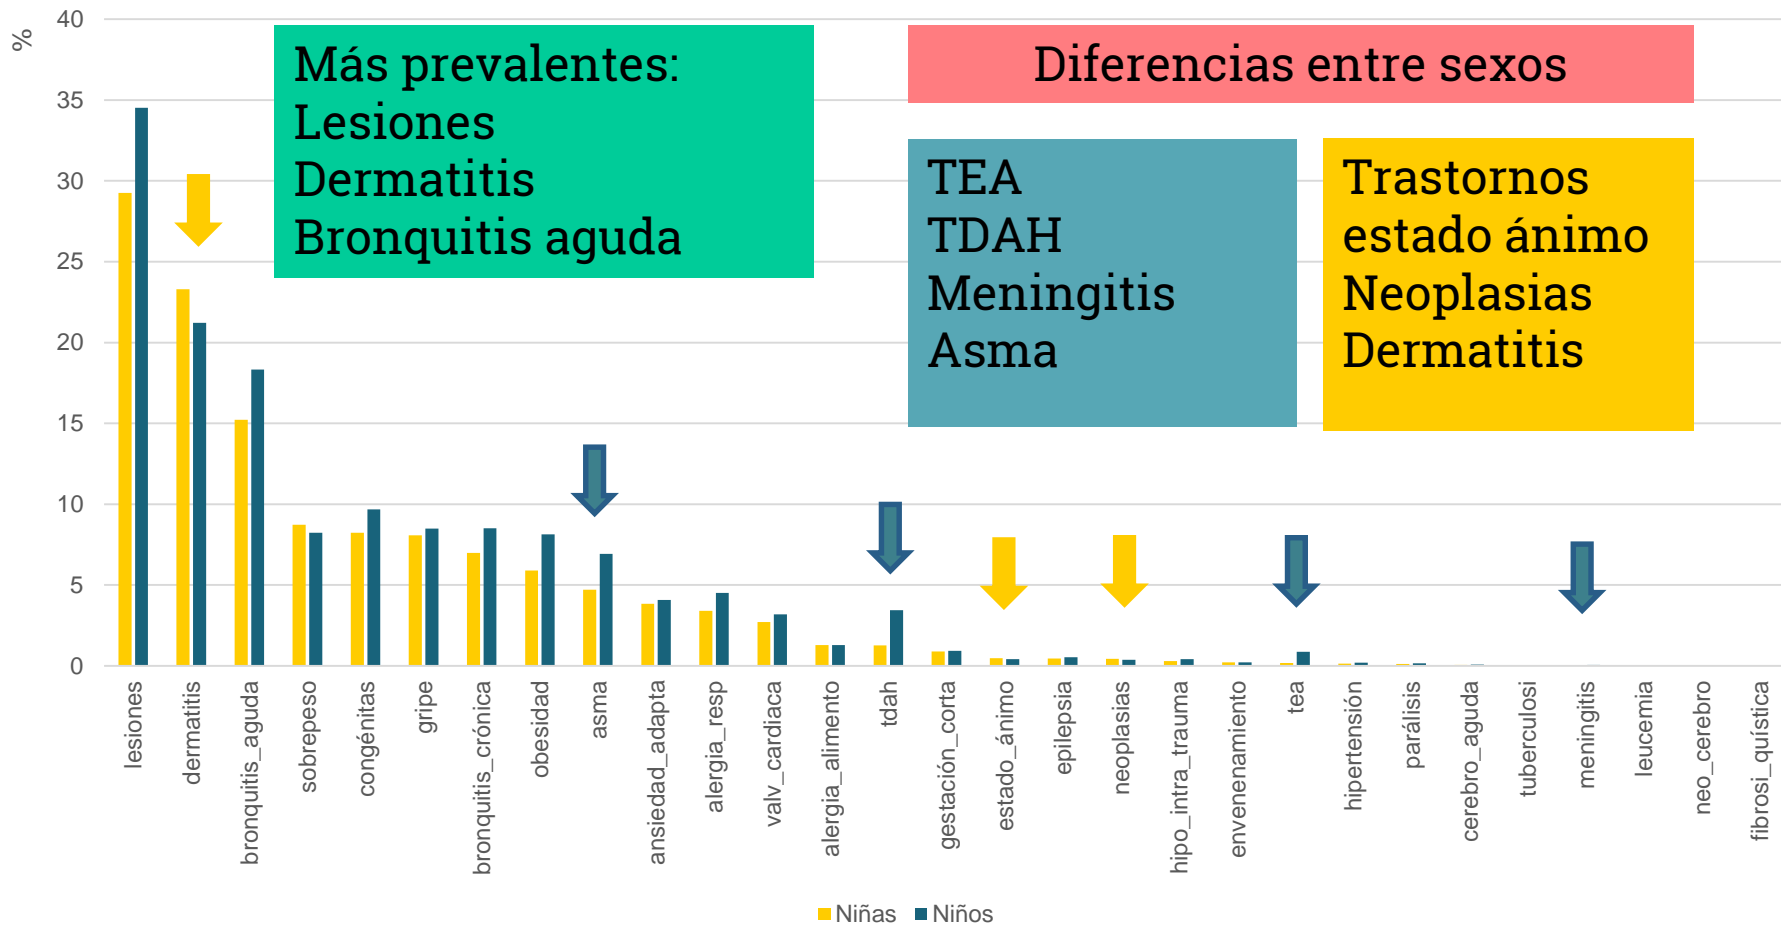 %
40
35
30
25
20
15
10
5
0
Más prevalentes:
Lesiones
Dermatitis
Bronquitis aguda
Diferencias entre sexos
TEA
TDAH
Meningitis
Asma
Trastornos
estado ánimo
Neoplasias
Dermatitis
lesiones
dermatitis
bronquitis_aguda
sobrepeso
congénitas
gripe
bronquitis_crónica
obesidad
asma
ansiedad_adapta
alergia_resp
valv_cardiaca
alergia_alimento
tdah
gestación_corta
estado_ánimo
epilepsia
neoplasias
hipo_intra_trauma
envenenamiento
tea
hipertensión
parálisis
cerebro_aguda
tuberculosi
meningitis
leucemia
neo_cerebro
fibrosi_quística
Niñas Niños